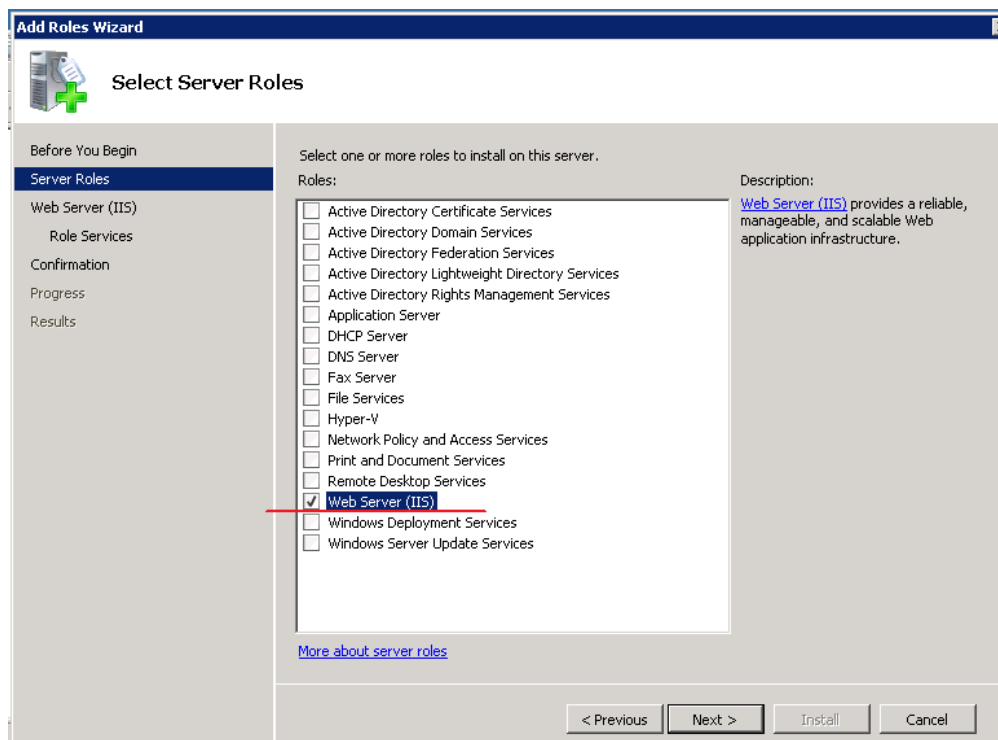 Add Roles Wizard
Select Server Roles
Before You Begin
Server Roles
Web Server (IIS)
Role Services
Confirmation
Progress
Results
Select one or more roles to install on this server.
Roles:
Active Directory Certificate Services
Active Directory Domain Services
Active Directory Federation Services
Active Directory Lightweight Directory Services
Active Directory Rights Management Services
Application Server
DHCP Server
DNS Server
Fax Server
File Services
Hyper-V
Network Policy and Access Services
Print and Document Services
Remote Desktop Services
Web Server (IIS)
Windows Deployment Services
Windows Server Update Services
More about server roles
Description:
Web Server (IIS) provides a reliable,
manageable, and scalable Web
application infrastructure.
< Previous
Next >
Install
Cancel